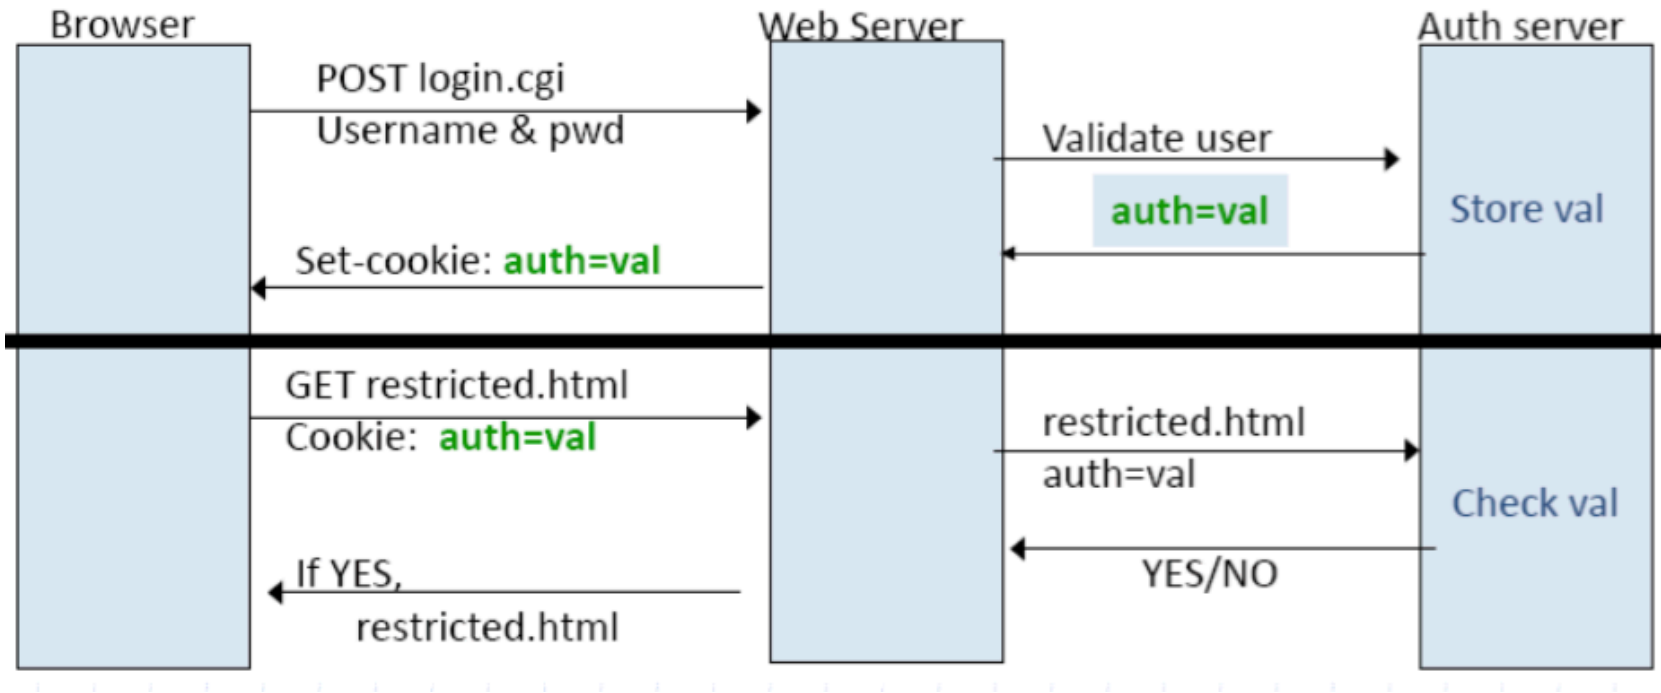 Browser
Web Server
Auth server
POST login.cgi
Username & pwd
Validate user
auth=val
Store val
Set-cookie: auth=val
GET restricted.html
Cookie: auth=val
restricted.html
auth=val
Check val
YES/NO
If YES,
restricted.html